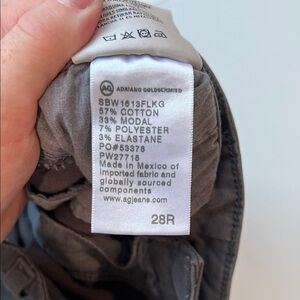 AG ADRIANO GOLDSCHMIED
SBW1613FLKG
57% COTTON
33% MODAL
7% POLYESTER
3% ELASTANE
PO#53376
PW27718
Made in Mexico of
imported fabric and
globally sourced
components
www.agjeans.com
28R